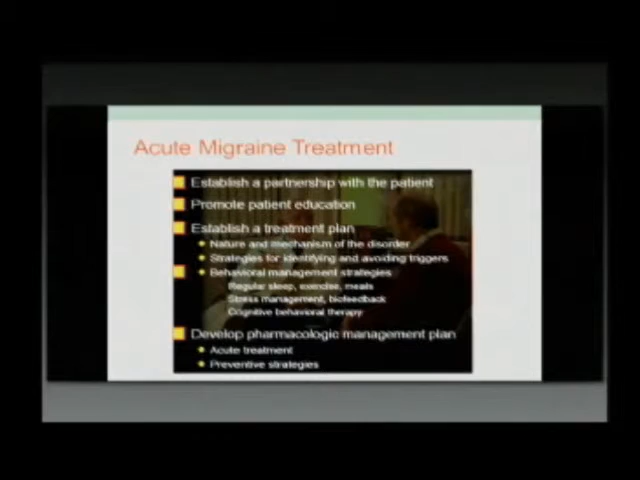 Acute Migraine Treatment
Establish a partnership with the patient
Promote patient education
Establish a treatment plan
Nature and mechanism of the disorder
Strategies for identifying and avoiding triggers
Behavioral management strategies
Regular sleep, exercise, meals
Stress management, biofeedback
Cognitive behavioral therapy
Develop pharmacologic management plan
Acute treatment
Preventive strategies